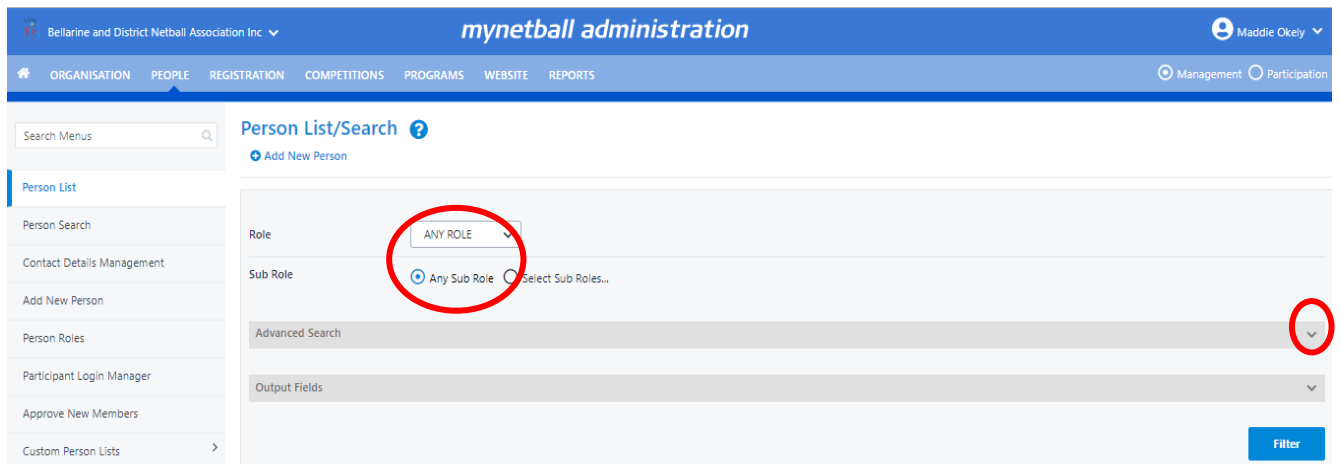 Bellarine and District Netball Association Inc
mynetball administration
Maddie Okely
ORGANISATION PEOPLE REGISTRATION COMPETITIONS PROGRAMS WEBSITE REPORTS
Management Participation
Search Menus
Person List/Search ?
Add New Person
Person List
Person Search
Contact Details Management
Add New Person
Person Roles
Participant Login Manager
Approve New Members
Custom Person Lists
Role ANY ROLE
Sub Role Any Sub Role Select Sub Roles...
Advanced Search
Output Fields
Filter